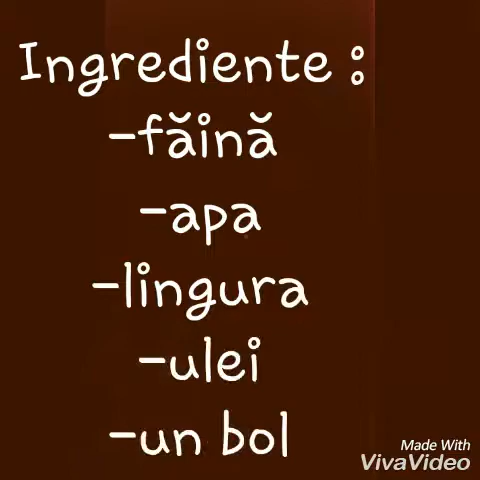 Ingrediente :
-făină
-apa
-lingura
-ulei
-un bol
Made With
VivaVideo